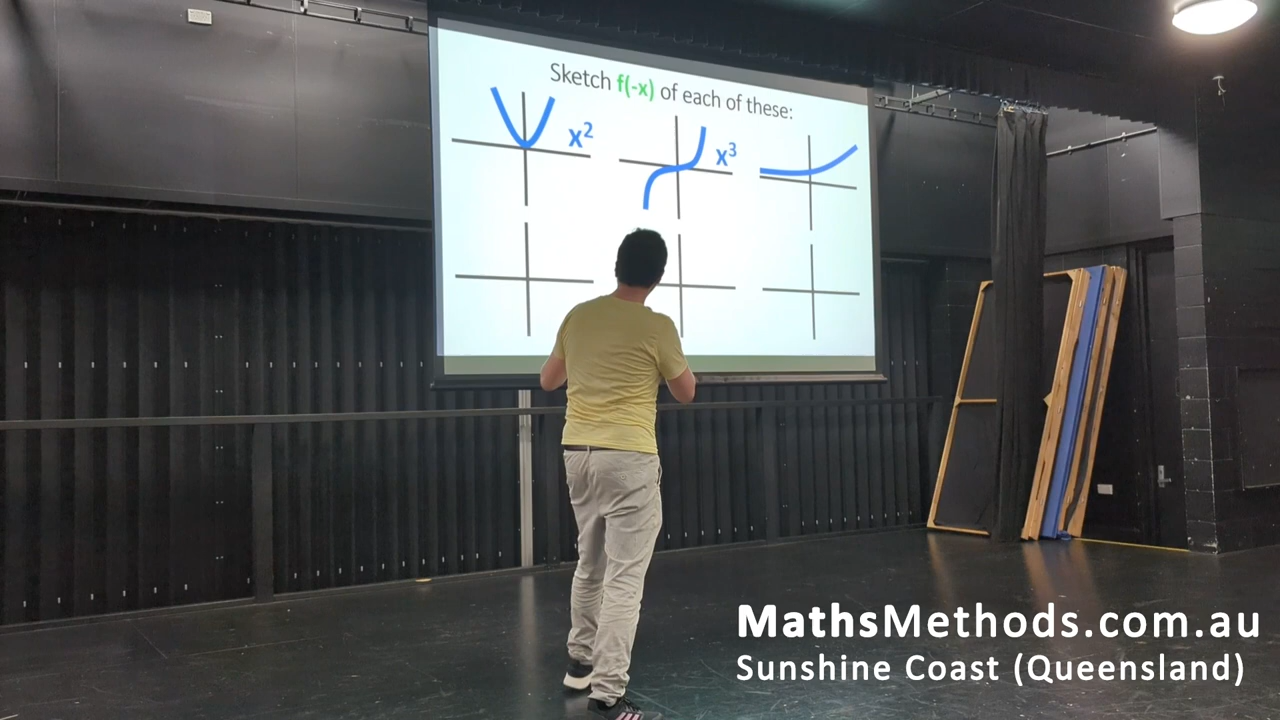 Sketch f(-x) of each of these:
x² x³
MathsMethods.com.au
Sunshine Coast (Queensland)